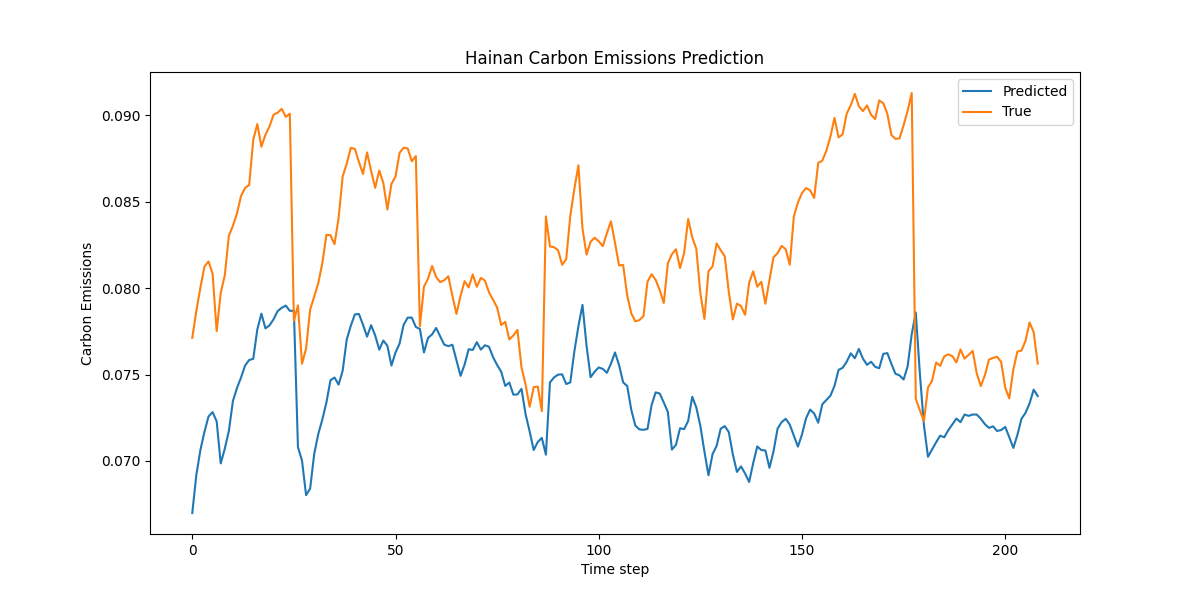 Hainan Carbon Emissions Prediction
Predicted
True
0.090
0.085
0.080
0.075
0.070
Carbon Emissions
0
50
100
150
200
Time step